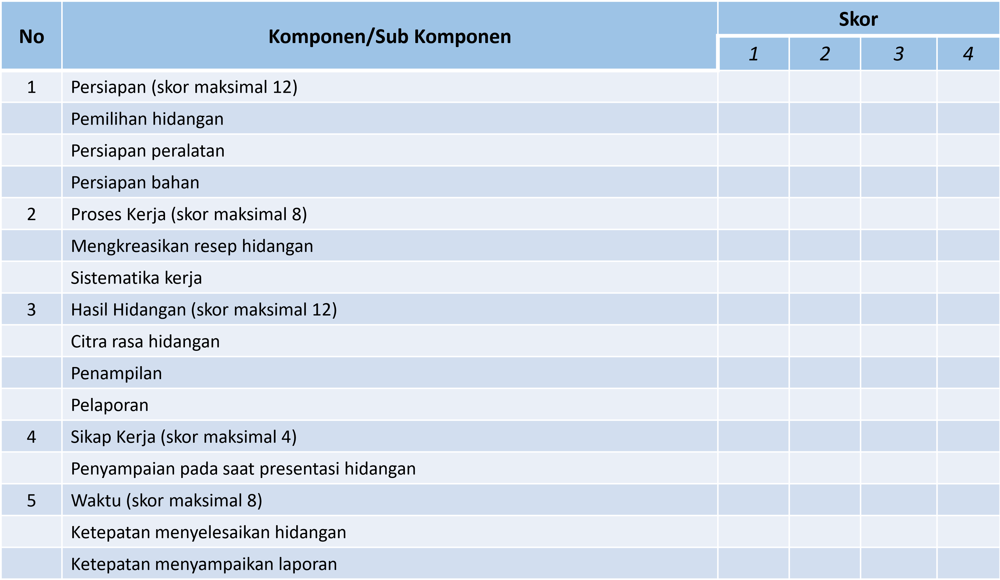 No Komponen/Sub Komponen Skor
1 2 3 4
1 Persiapan (skor maksimal 12)
Pemilihan hidangan
Persiapan peralatan
Persiapan bahan
2 Proses Kerja (skor maksimal 8)
Mengkreasikan resep hidangan
Sistematika kerja
3 Hasil Hidangan (skor maksimal 12)
Citra rasa hidangan
Penampilan
Pelaporan
4 Sikap Kerja (skor maksimal 4)
Penyampaian pada saat presentasi hidangan
5 Waktu (skor maksimal 8)
Ketepatan menyelesaikan hidangan
Ketepatan menyampaikan laporan